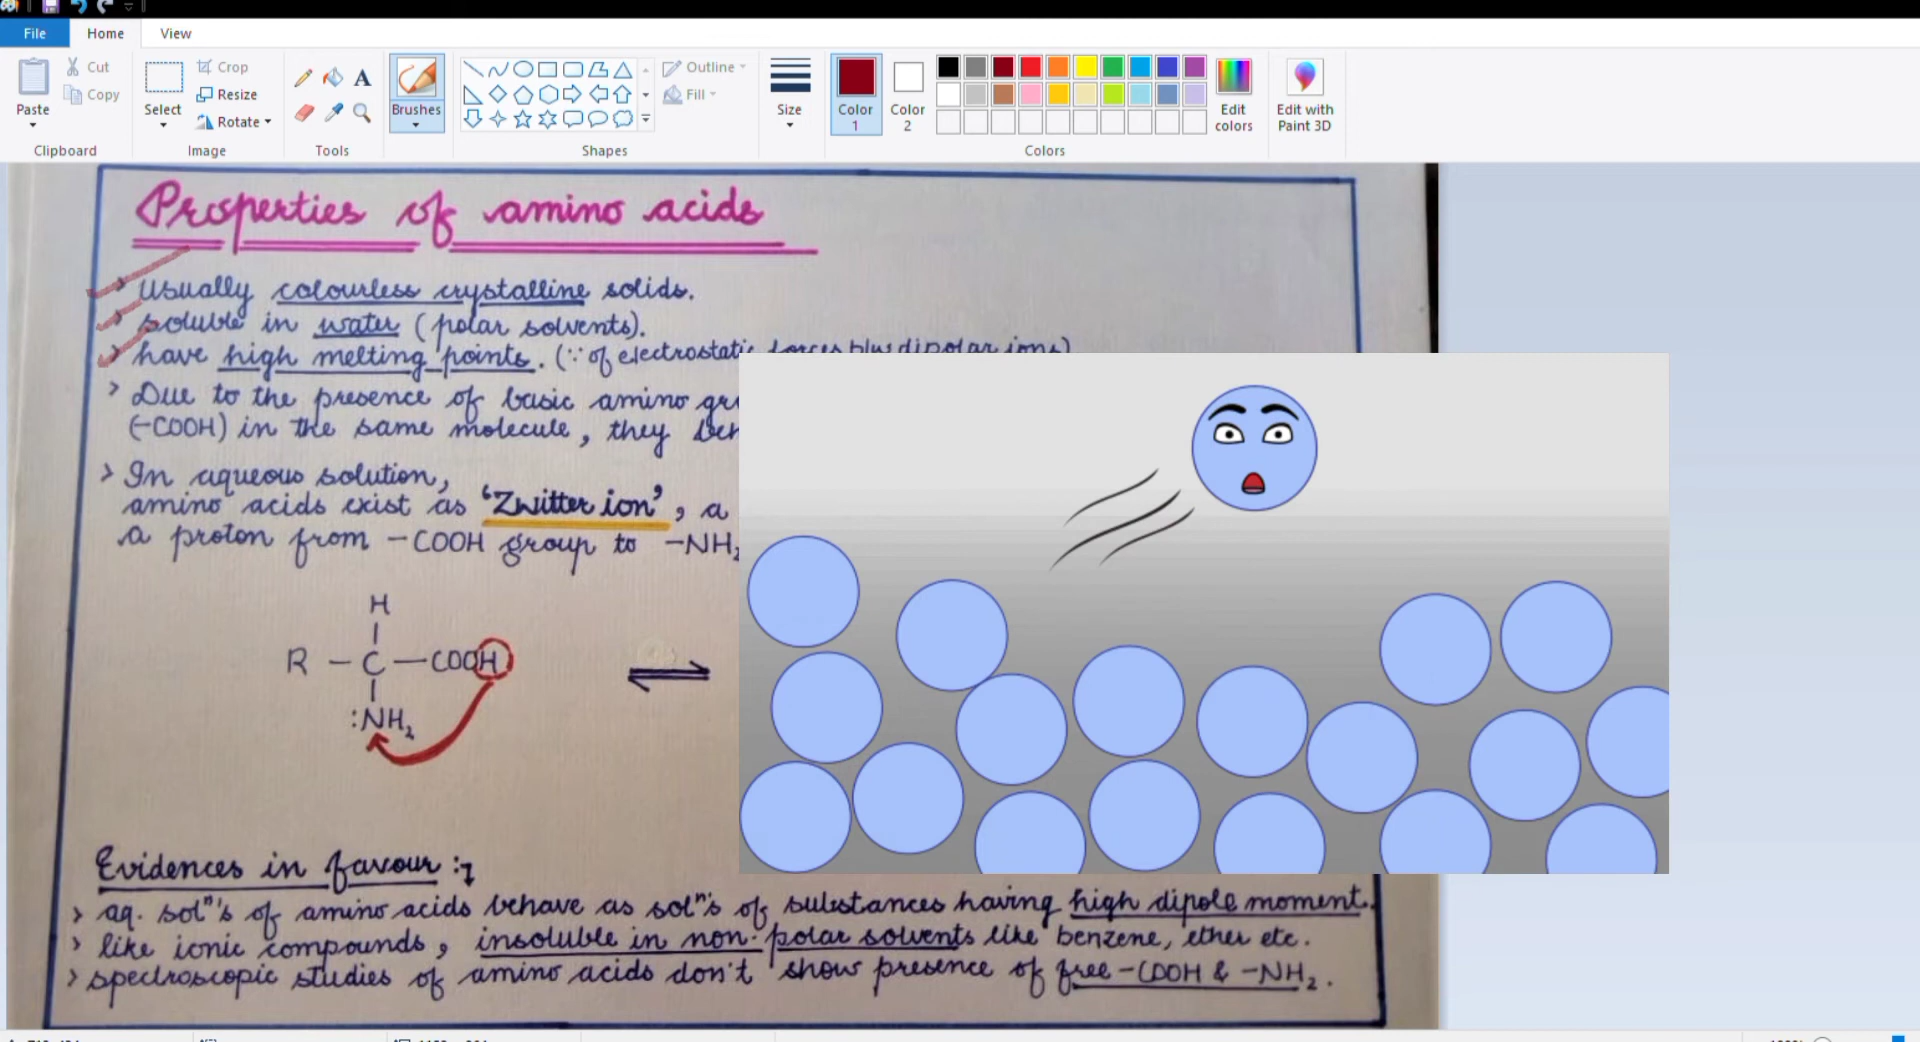 File Home View
Paste
Cut
Copy
Clipboard
Select
Crop
Resize
Rotate
Image
A
Tools
Brushes
Outline
Fill
Shapes
Size
Color 1
Color 2
Edit colors
Colors
Edit with Paint 3D
Properties of amino acids
> Usually colourless crystalline solids.
> soluble in water (polar solvents).
> have high melting points. (∵ of electrostatic forces b/w dipolar ions)
> Due to the presence of basic amino
(-COOH) in the same molecule, they
> In aqueous solution,
amino acids exist as 'Zwitter ion', a
a proton from -COOH group to -NH₂
H
R - C - COOH
:NH₂
Evidences in favour :↴
> aq. solⁿ's of amino acids behave as solⁿ's of substances having high dipole moment.
> like ionic compounds, insoluble in non-polar solvents like benzene, ether etc.
> spectroscopic studies of amino acids don't show presence of free -COOH & -NH₂.